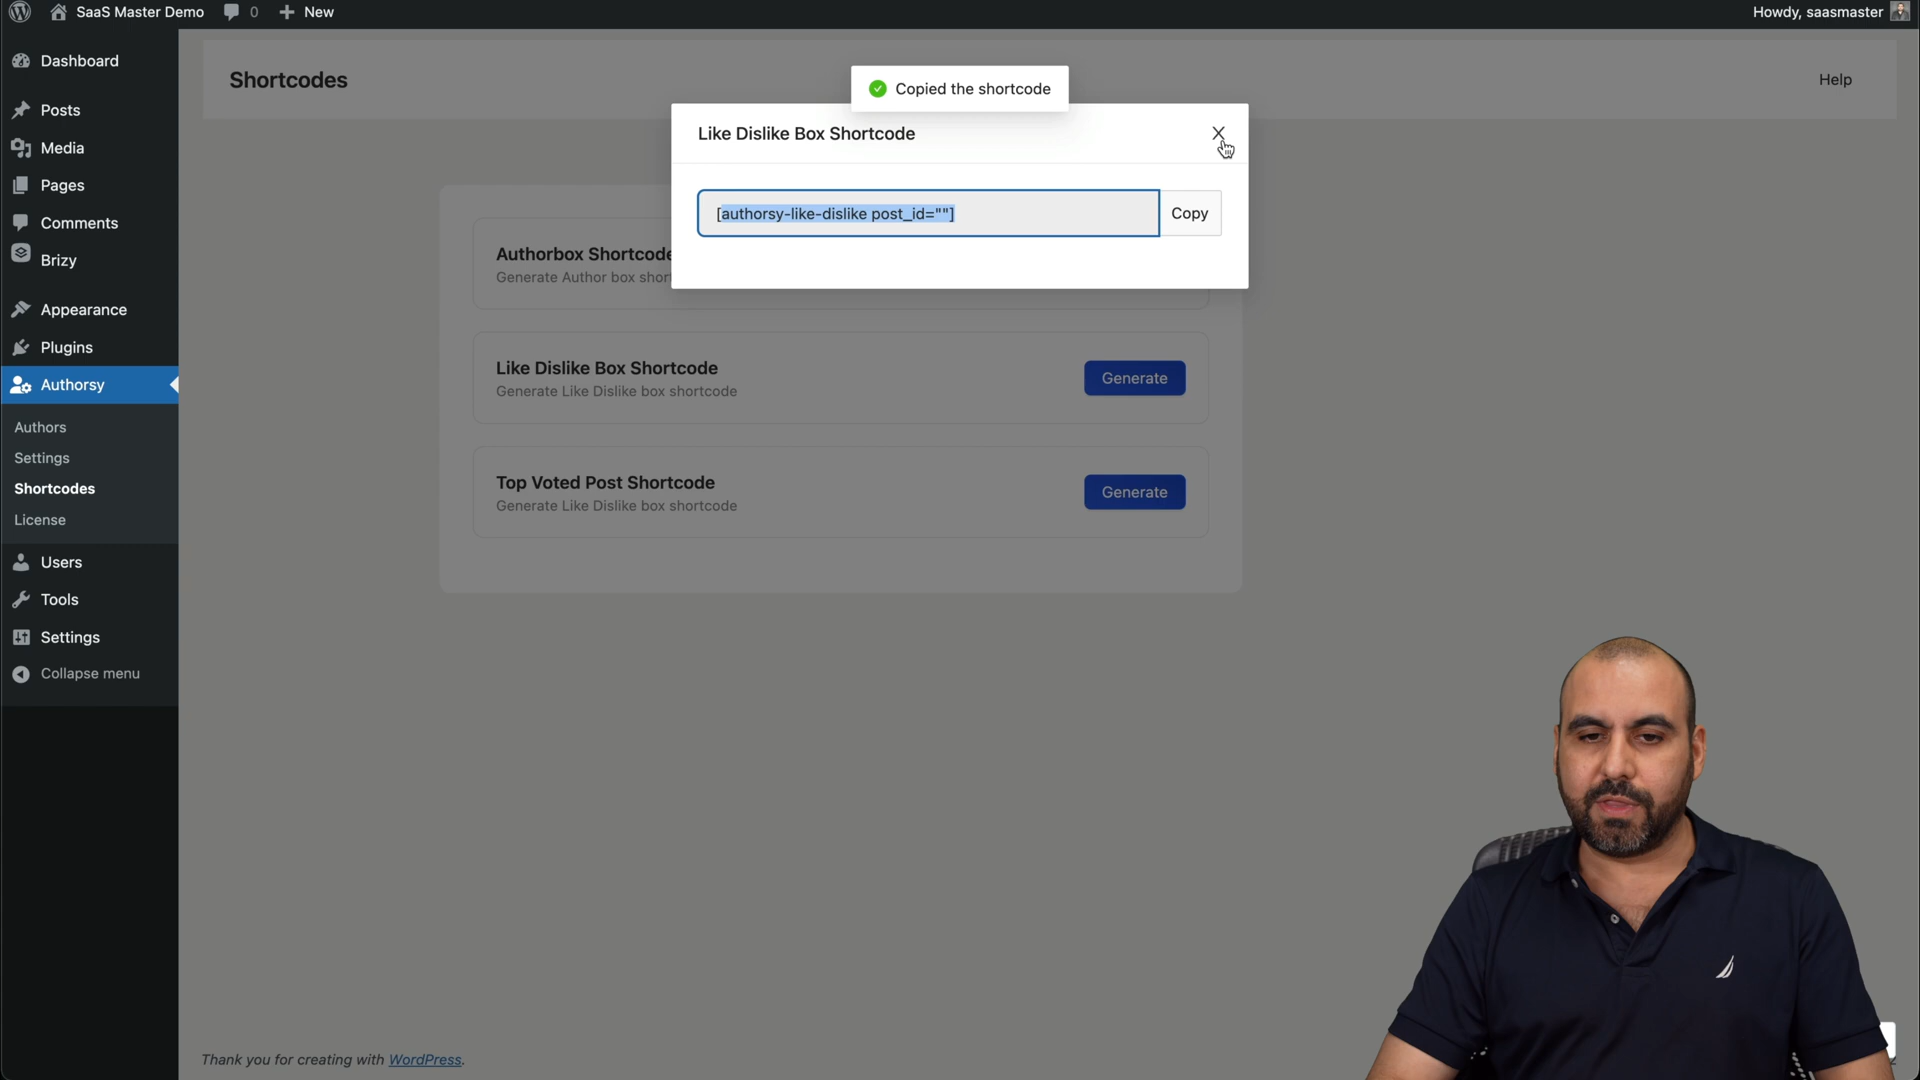 SaaS Master Demo 0 New
Howdy, saasmaster
Dashboard
Posts
Media
Pages
Comments
Brizy
Appearance
Plugins
Authorsy
Authors
Settings
Shortcodes
License
Users
Tools
Settings
Collapse menu
Shortcodes
Help
Copied the shortcode
Like Dislike Box Shortcode
X
[authorsy-like-dislike post_id=""]
Copy
Authorbox Shortcode
Generate Author box shor
Like Dislike Box Shortcode
Generate Like Dislike box shortcode
Generate
Top Voted Post Shortcode
Generate Like Dislike box shortcode
Generate
Thank you for creating with WordPress.